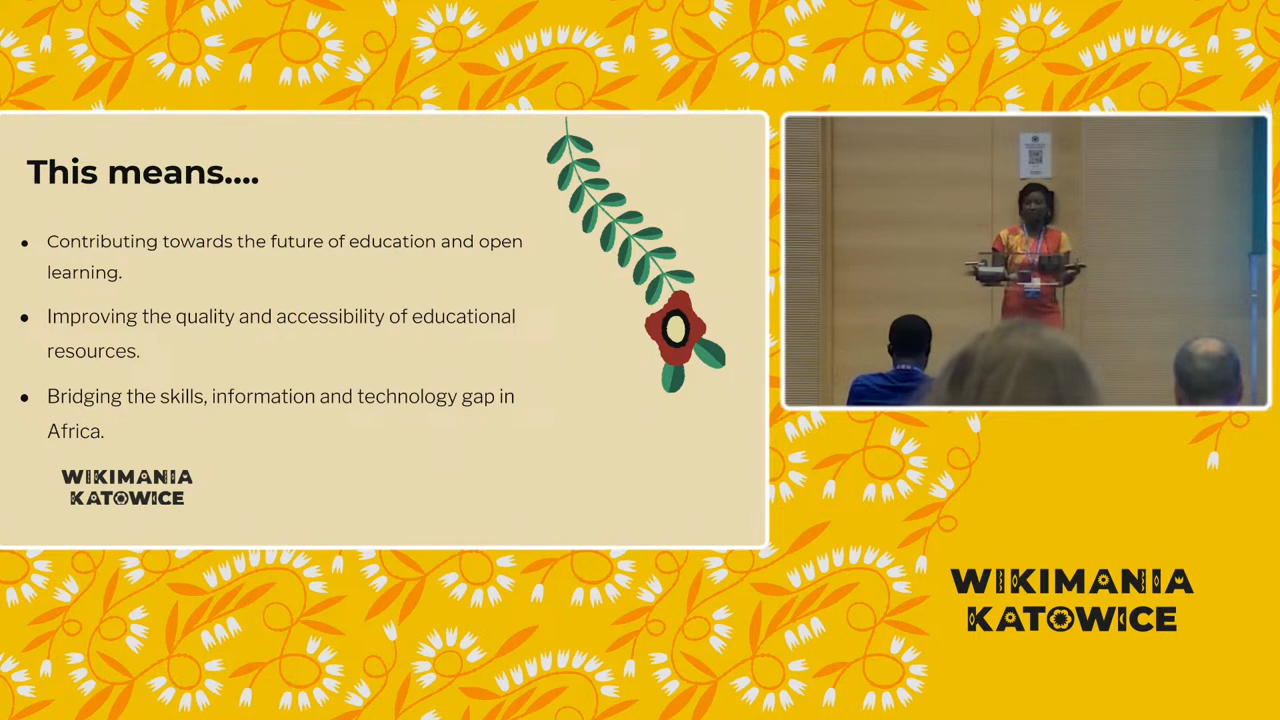 This means....
• Contributing towards the future of education and open
learning.
• Improving the quality and accessibility of educational
resources.
• Bridging the skills, information and technology gap in
Africa.
WIKIMANIA
KATOWICE
WIKIMANIA
KATOWICE